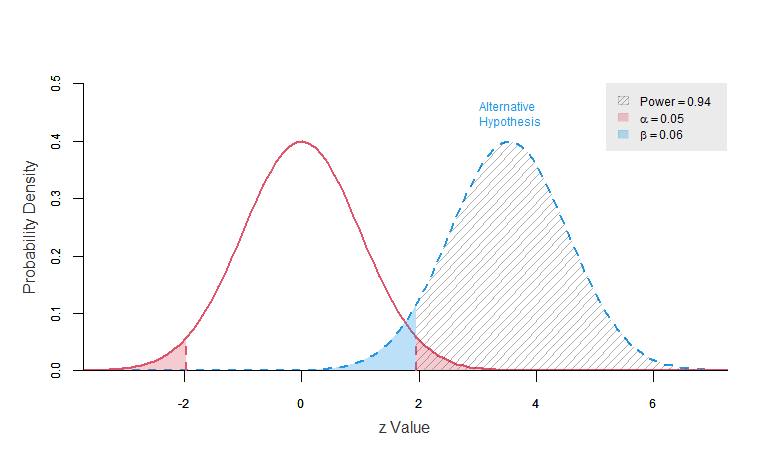 Alternative
Hypothesis
Power = 0.94
α = 0.05
β = 0.06
Probability Density
0.5
0.4
0.3
0.2
0.1
0.0
-2 0 2 4 6
z Value